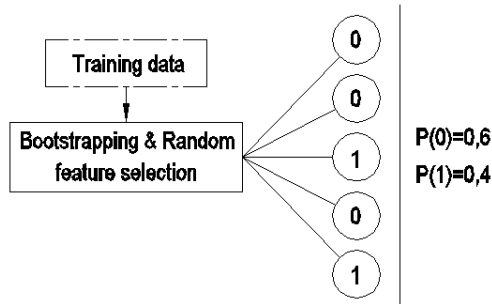 Training data
Bootstrapping & Random
feature selection
0
0
1
0
1
P(0)=0,6
P(1)=0,4